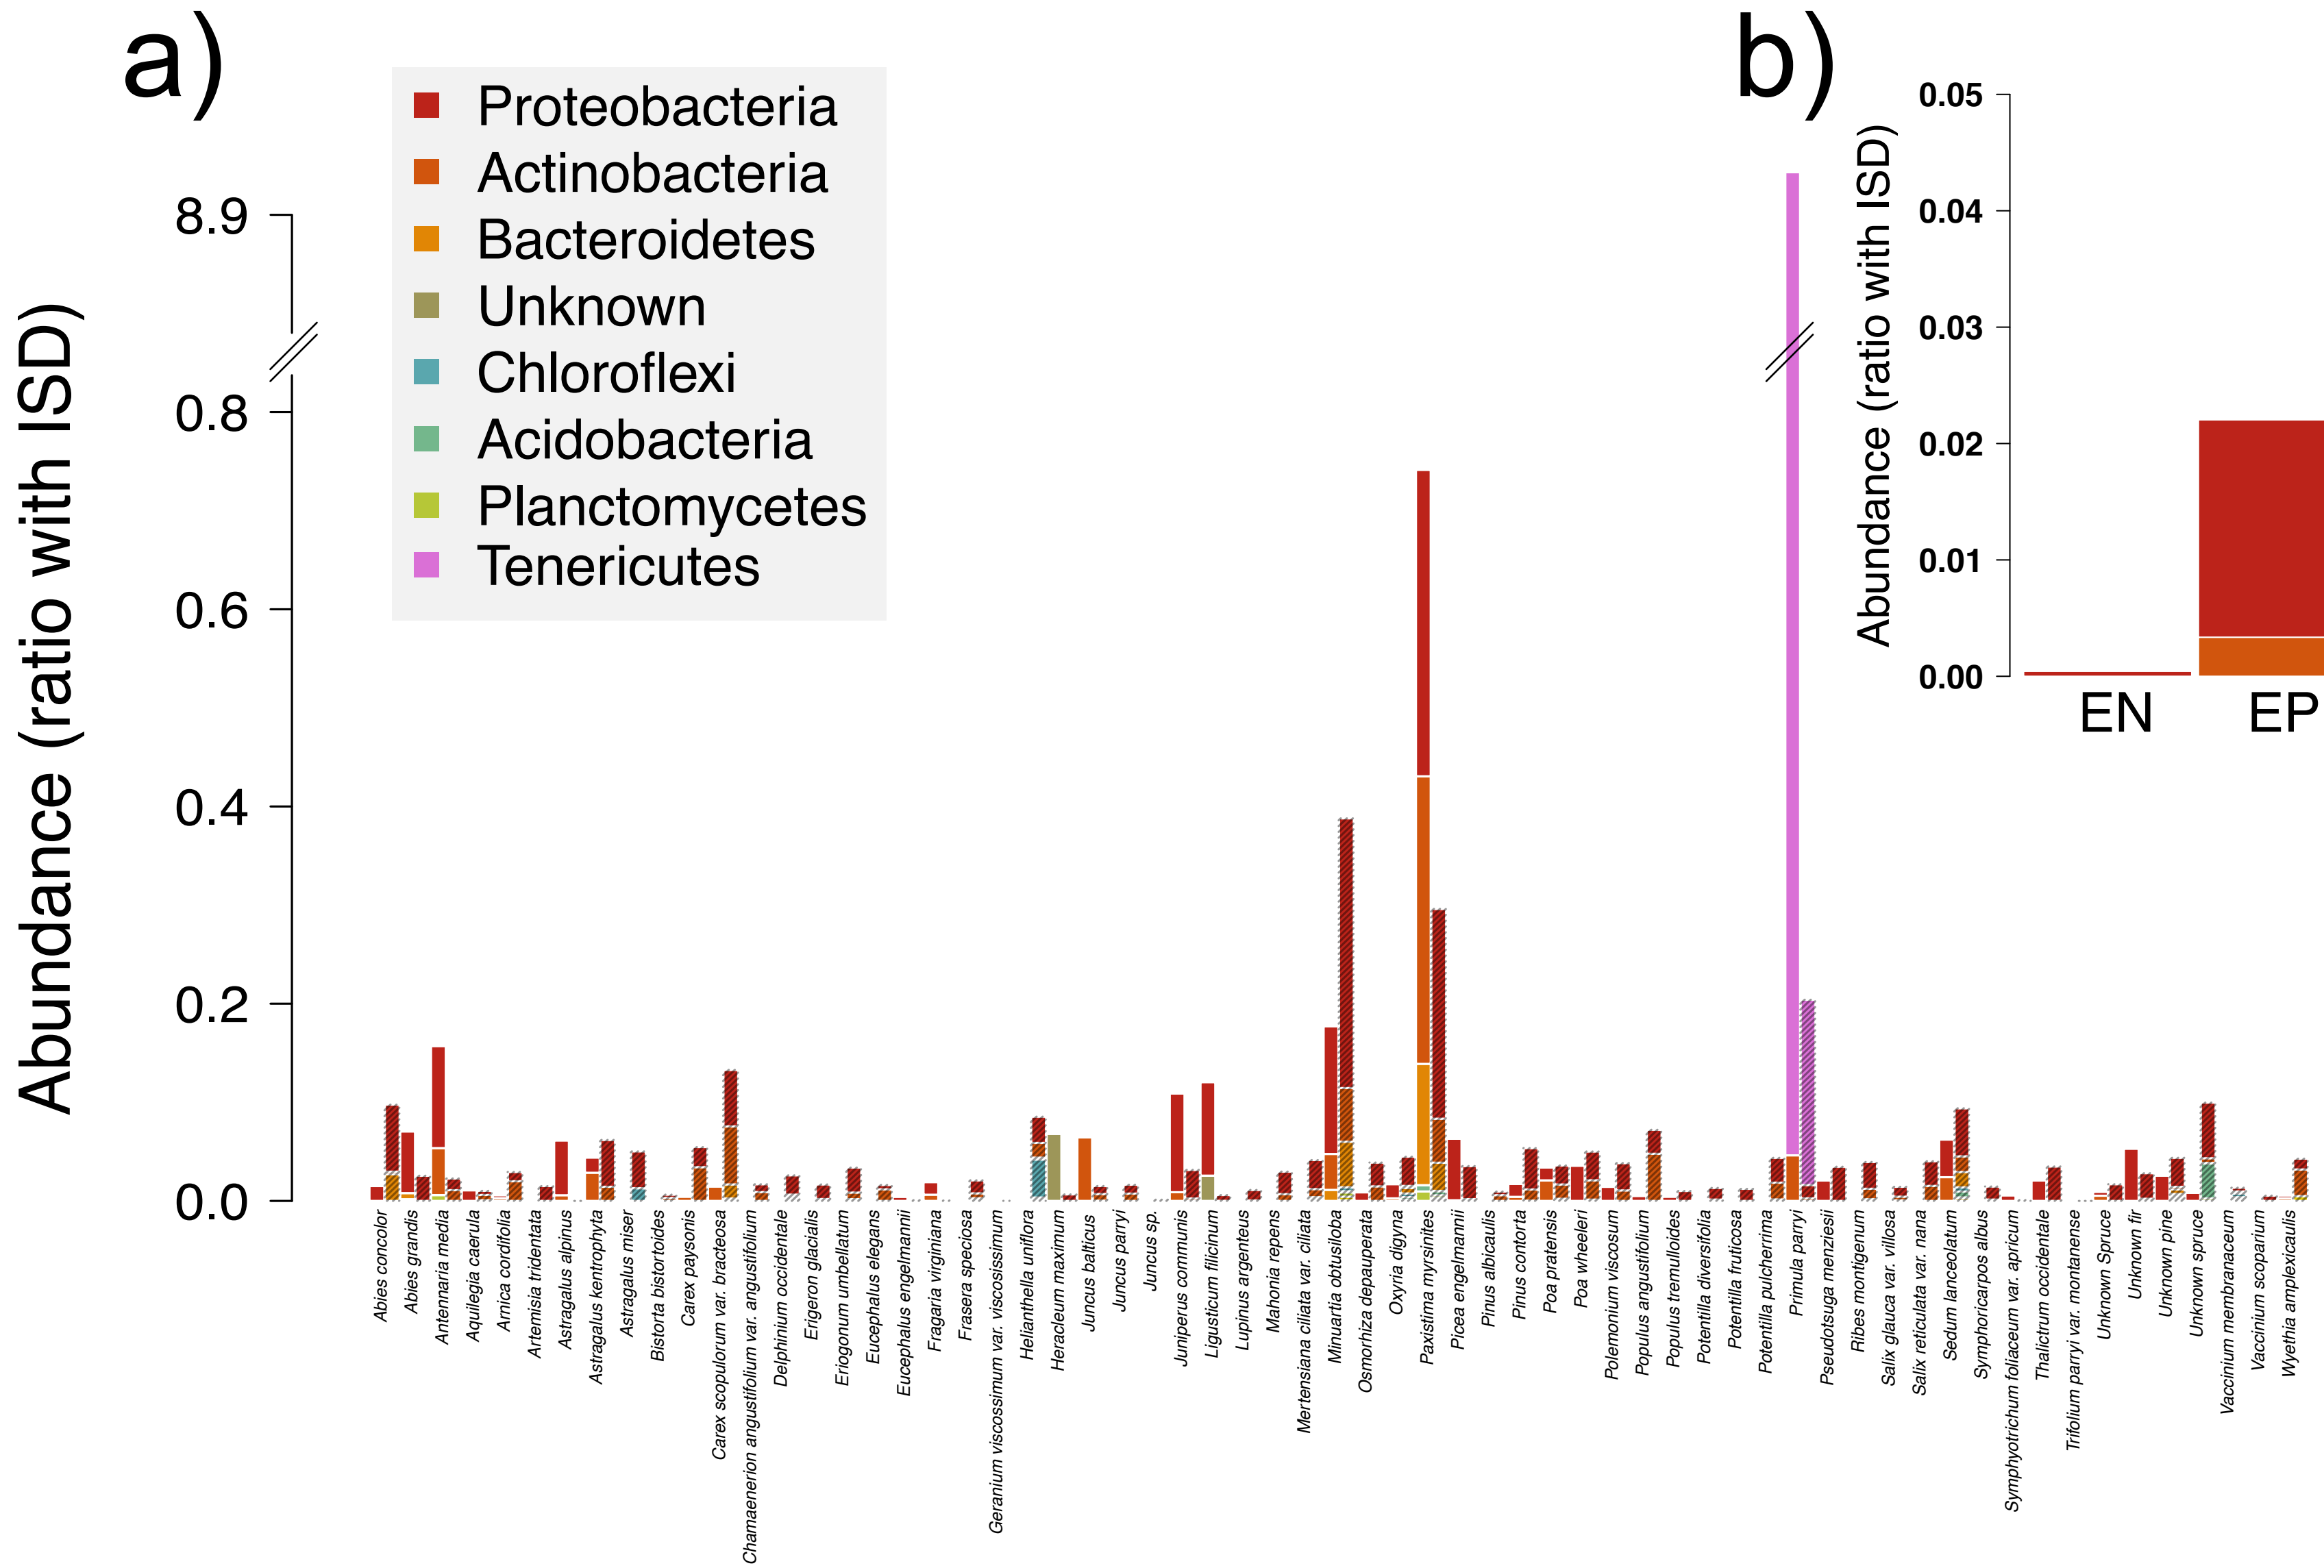 a)
Abundance (ratio with ISD)
8.9
0.8
0.6
0.4
0.2
0.0
Proteobacteria
Actinobacteria
Bacteroidetes
Unknown
Chloroflexi
Acidobacteria
Planctomycetes
Tenericutes
b)
Abundance (ratio with ISD)
0.05
0.04
0.03
0.02
0.01
0.00
EN
EP
Abies concolor
Abies grandis
Antennaria media
Aquilegia caerula
Arnica cordifolia
Artemisia tridentata
Astragalus alpinus
Astragalus kentrophyta
Astragalus miser
Bistorta bistortoides
Carex paysonis
Carex scopulorum var. bracteosa
Chamaenerion angustifolium var. angustifolium
Delphinium occidentale
Erigeron glacialis
Eriogonum umbellatum
Eucephalus elegans
Eucephalus engelmannii
Fragaria virginiana
Frasera speciosa
Geranium viscossimum var. viscosissimum
Helianthella uniflora
Heracleum maximum
Juncus balticus
Juncus parryi
Juncus sp.
Juniperus communis
Ligusticum filicinum
Lupinus argenteus
Mahonia repens
Mertensiana ciliata var. ciliata
Minuartia obtusiloba
Osmorhiza depauperata
Oxyria digyna
Paxistima myrsinites
Picea engelmannii
Pinus albicaulis
Pinus contorta
Poa pratensis
Poa wheeleri
Polemonium viscosum
Populus angustifolium
Populus tremulloides
Potentilla diversifolia
Potentilla fruticosa
Potentilla pulcherrima
Primula parryi
Pseudotsuga menziesii
Ribes montigenum
Salix glauca var. villosa
Salix reticulata var. nana
Sedum lanceolatum
Symphoricarpos albus
Symphyotrichum foliaceum var. apricum
Thalictrum occidentale
Trifolium parryi var. montanense
Unknown Spruce
Unknown fir
Unknown pine
Unknown spruce
Vaccinium membranaceum
Vaccinium scoparium
Wyethia amplexicaulis